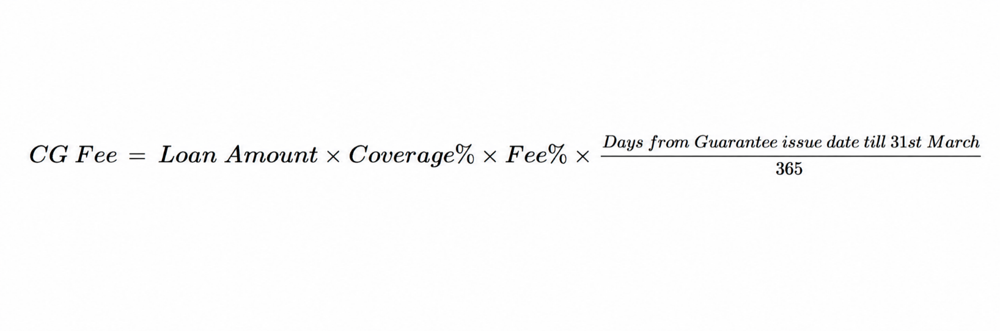 CG Fee = Loan Amount × Coverage% × Fee% × Days from Guarantee issue date till 31st March
365